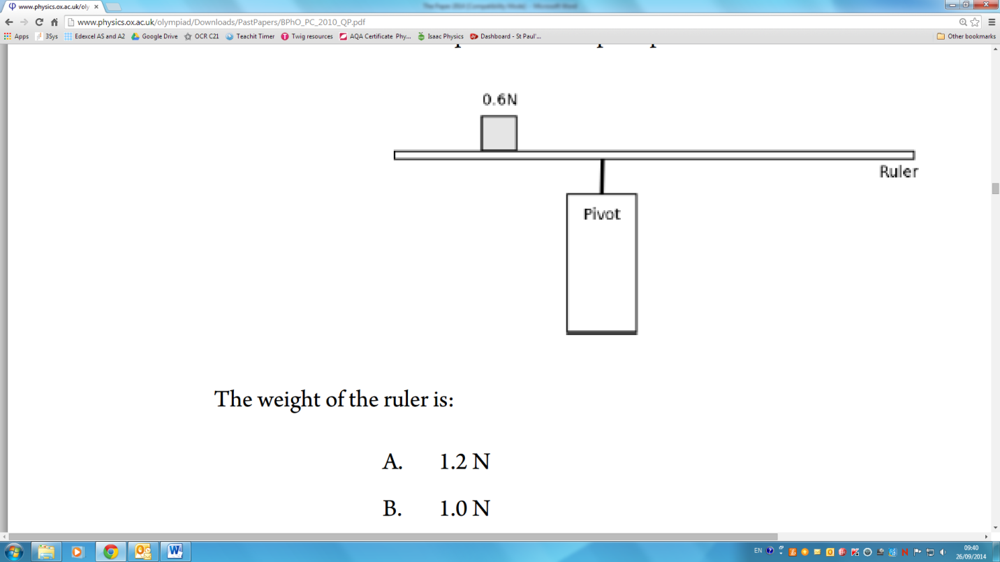 www.physics.ox.ac.uk/oly
www.physics.ox.ac.uk/olympiad/Downloads/PastPapers/BPhO_PC_2010_QP.pdf
Apps 3Sys Edexcel AS and A2 Google Drive OCR C21 Teachit Timer Twig resources AQA Certificate Phy... Isaac Physics Dashboard - St Paul'... Other bookmarks
0.6N
Ruler
Pivot
The weight of the ruler is:
A. 1.2 N
B. 1.0 N
EN
09:40
26/09/2014